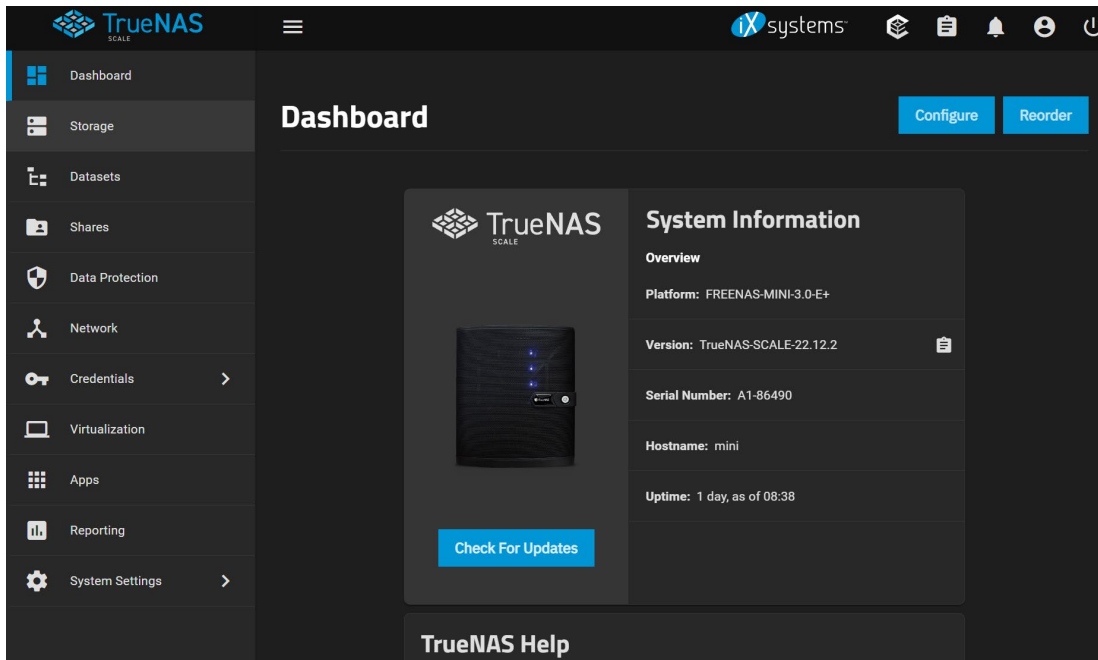 TrueNAS
SCALE
iX systems
Dashboard
Storage
Datasets
Shares
Data Protection
Network
Credentials
Virtualization
Apps
Reporting
System Settings
Dashboard
Configure
Reorder
TrueNAS
SCALE
Check For Updates
System Information
Overview
Platform: FREENAS-MINI-3.0-E+
Version: TrueNAS-SCALE-22.12.2
Serial Number: A1-86490
Hostname: mini
Uptime: 1 day, as of 08:38
TrueNAS Help